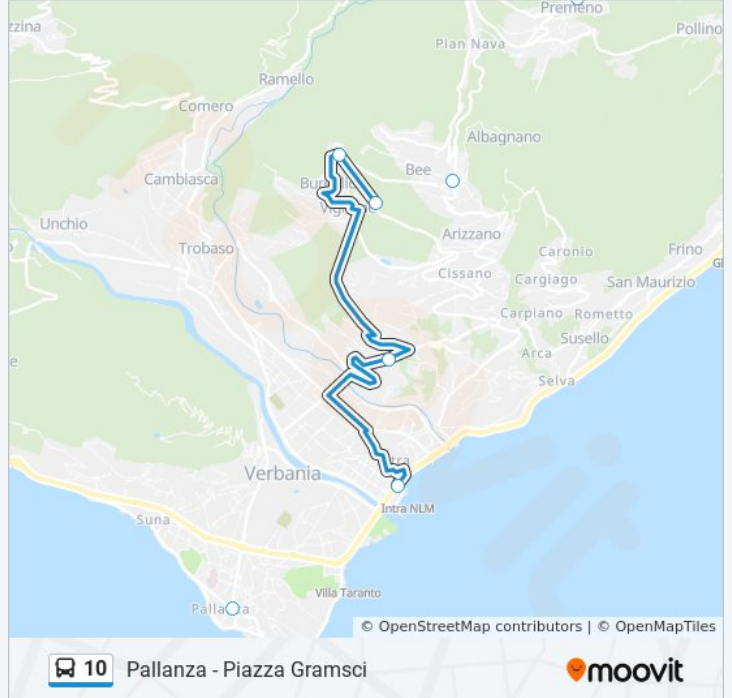 Premeno
zzina
Pollino
Pian Nava
Ramello
Comero
Albagnano
Bee
Cambiasca
Unchio
Arizzano
Trobaso
Caronio
Frino
Cissano
Cargiago
San Maurizio
Carpiano
Rometto
Susello
Arca
Selva
Verbania
Intra NLM
Suna
Villa Taranto
© OpenStreetMap contributors | © OpenMapTiles
10 Pallanza - Piazza Gramsci
moovit